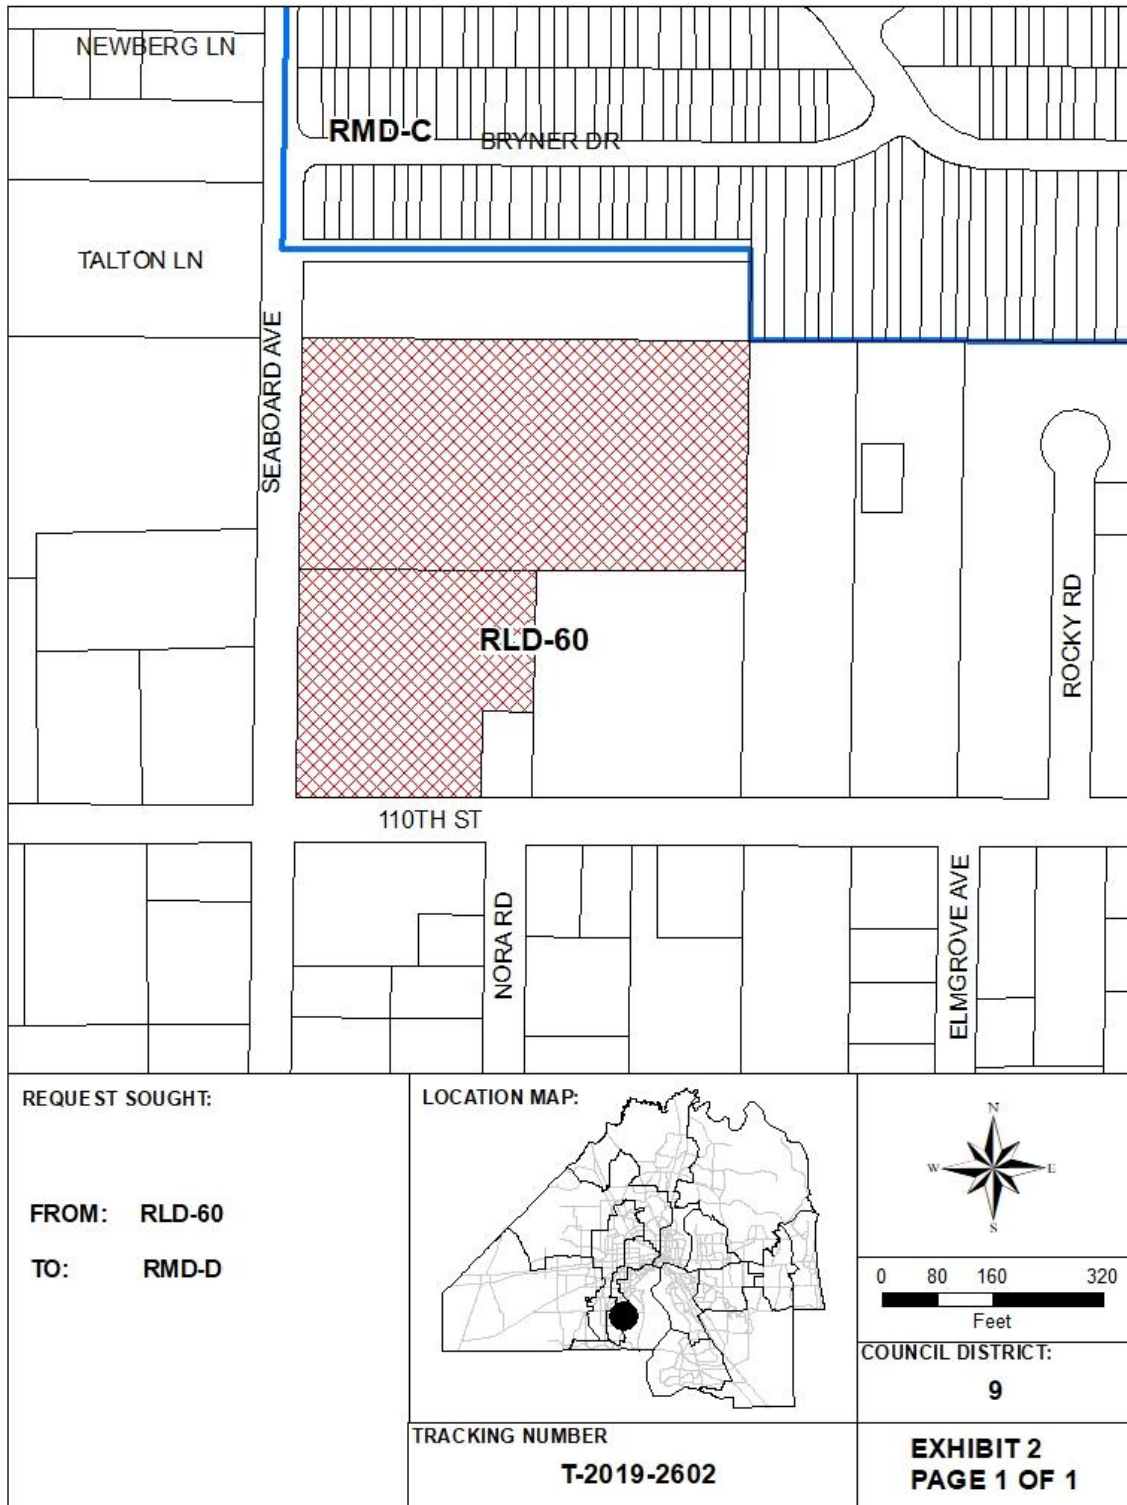 NEWBERG LN
RMD-C
BRYNER DR
TALTON LN
SEABOARD AVE
RLD-60
ROCKY RD
110TH ST
NORA RD
ELMGROVE AVE
REQUEST SOUGHT:
FROM: RLD-60
TO: RMD-D
LOCATION MAP:
N
W E
S
0 80 160 320
Feet
COUNCIL DISTRICT:
9
TRACKING NUMBER
T-2019-2602
EXHIBIT 2
PAGE 1 OF 1